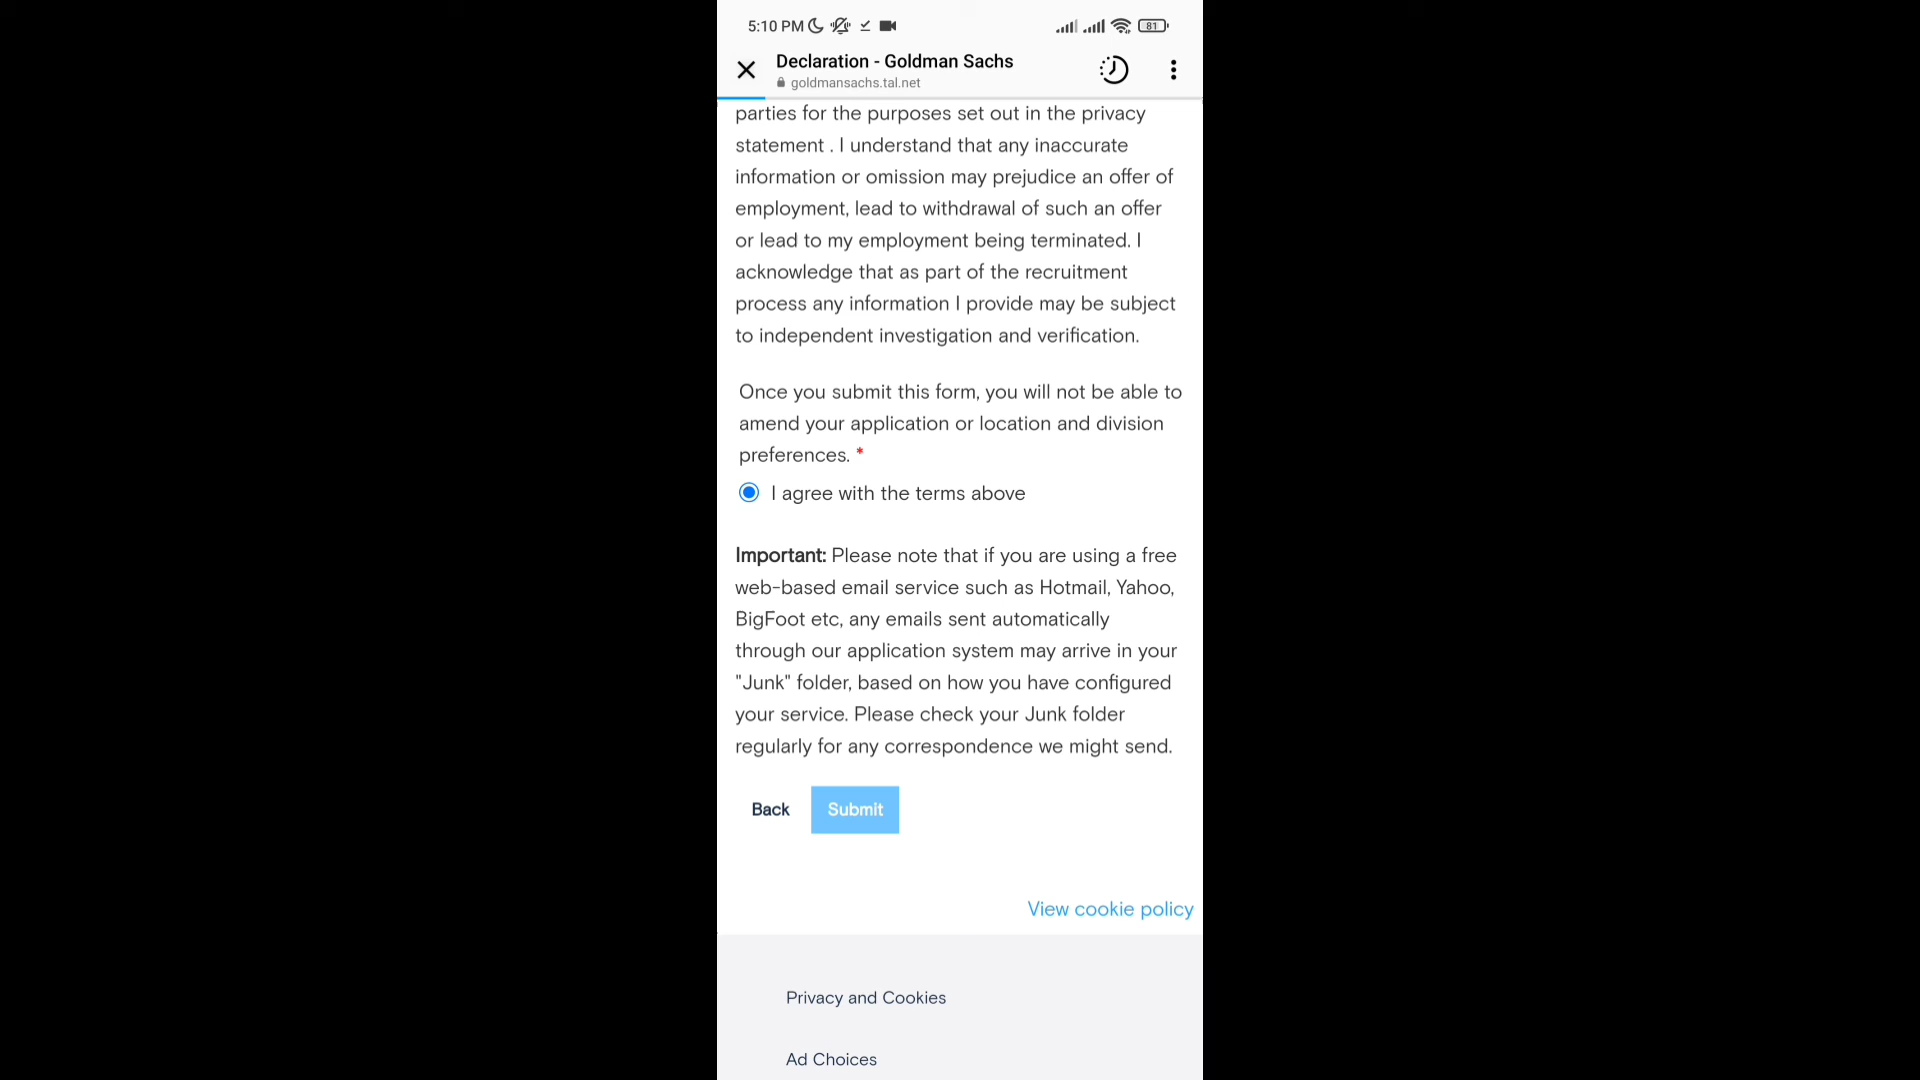 5:10 PM
81
Declaration - Goldman Sachs
goldmansachs.tal.net
parties for the purposes set out in the privacy
statement . I understand that any inaccurate
information or omission may prejudice an offer of
employment, lead to withdrawal of such an offer
or lead to my employment being terminated. I
acknowledge that as part of the recruitment
process any information I provide may be subject
to independent investigation and verification.
Once you submit this form, you will not be able to
amend your application or location and division
preferences. *
I agree with the terms above
Important: Please note that if you are using a free
web-based email service such as Hotmail, Yahoo,
BigFoot etc, any emails sent automatically
through our application system may arrive in your
"Junk" folder, based on how you have configured
your service. Please check your Junk folder
regularly for any correspondence we might send.
Back Submit
View cookie policy
Privacy and Cookies
Ad Choices